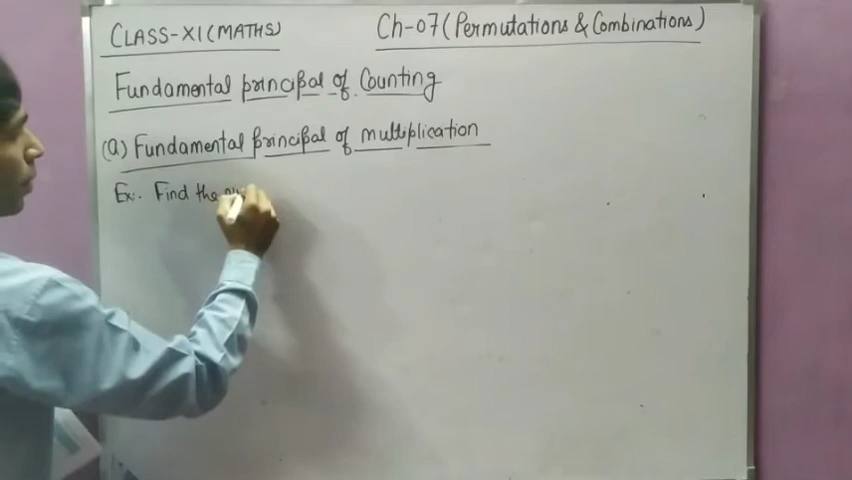 CLASS-XI(MATHS)
Ch-07(Permutations & Combinations)
Fundamental principal of Counting
(a) Fundamental principal of multiplication
Ex:- Find the